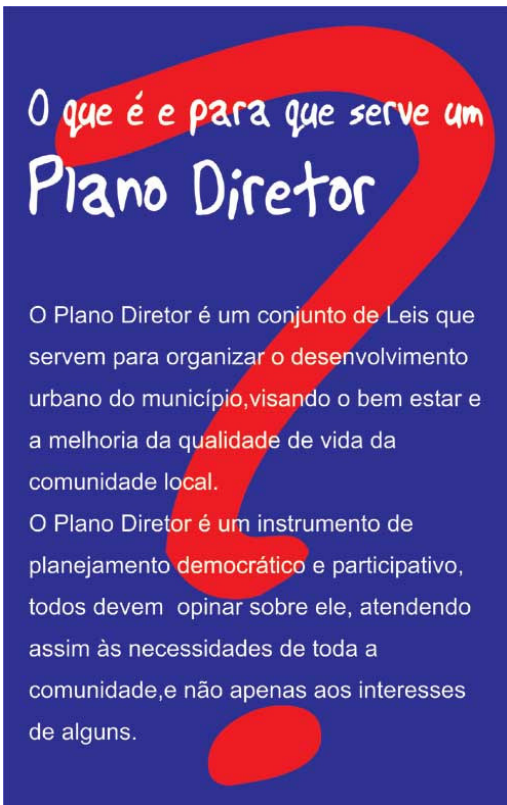 O que é e para que serve um
Plano Diretor
O Plano Diretor é um conjunto de Leis que
servem para organizar o desenvolvimento
urbano do município,visando o bem estar e
a melhoria da qualidade de vida da
comunidade local.
O Plano Diretor é um instrumento de
planejamento democrático e participativo,
todos devem  opinar sobre ele, atendendo
assim às necessidades de toda a
comunidade,e não apenas aos interesses
de alguns.
?